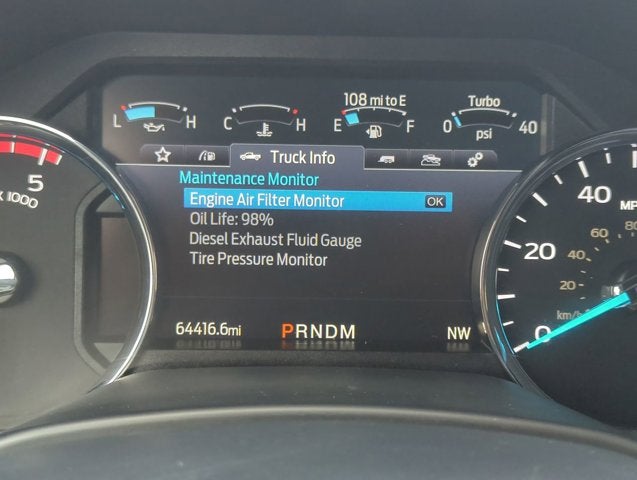 108 mi to E
Turbo
L H C H E F 0 40
psi
Truck Info
Maintenance Monitor
Engine Air Filter Monitor OK
Oil Life: 98%
Diesel Exhaust Fluid Gauge
Tire Pressure Monitor
64416.6mi PRNDM NW
5
x 1000
40 MP
80
60
20 40
20
km/h
0